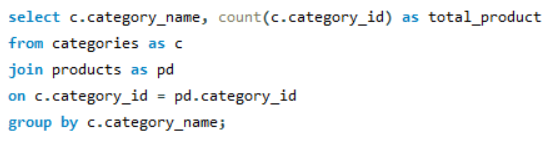 select c.category_name, count(c.category_id) as total_product
from categories as c
join products as pd
on c.category_id = pd.category_id
group by c.category_name;